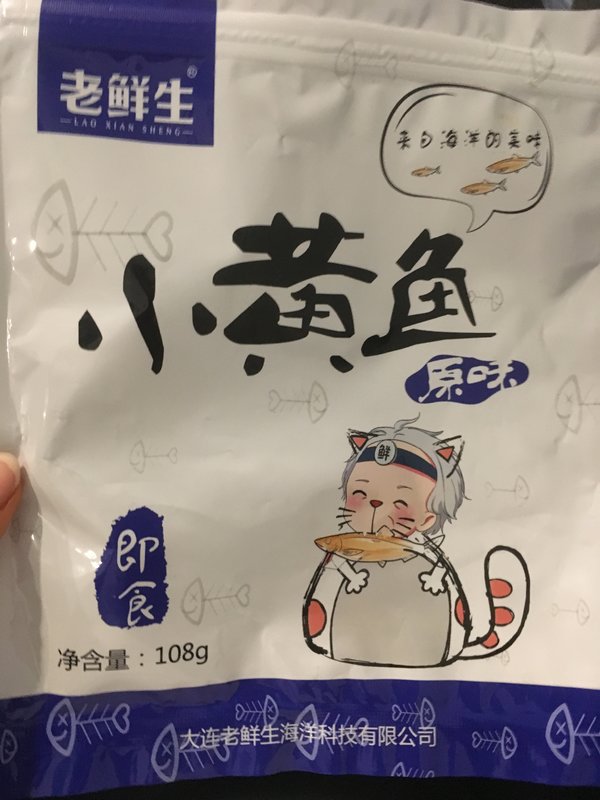 老鲜生®
LAO XIAN SHENG
来自海洋的美味
小黄鱼
原味
鲜
即食
净含量：108g
大连老鲜生海洋科技有限公司